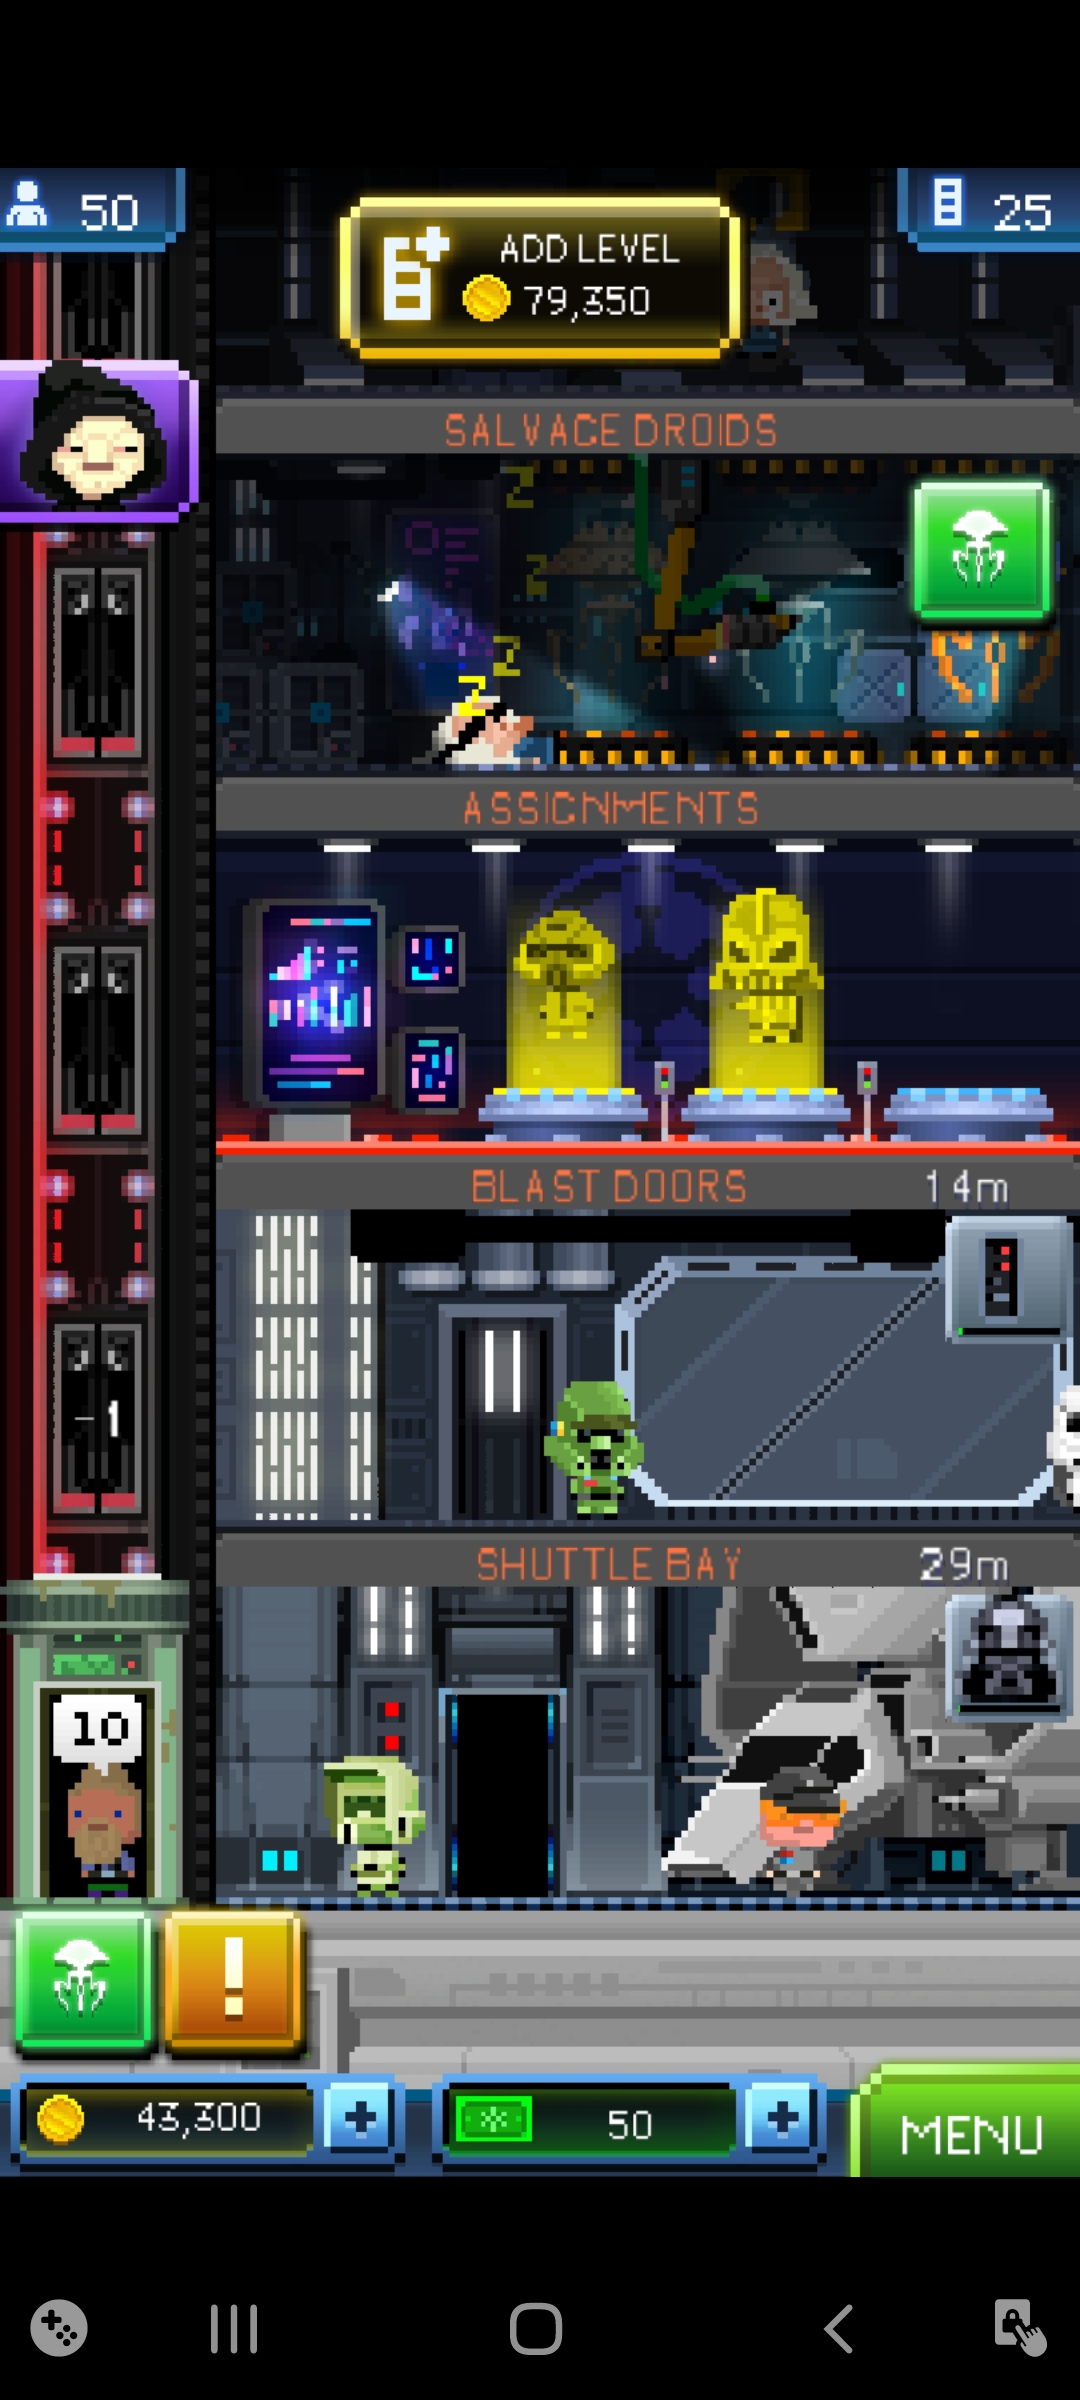 50
ADD LEVEL
79,350
25
SALVAGE DROIDS
Z
Z
Z
Z
ASSIGNMENTS
BLAST DOORS 14m
-1
SHUTTLE BAY 29m
10
!
43,300 +
50 +
MENU